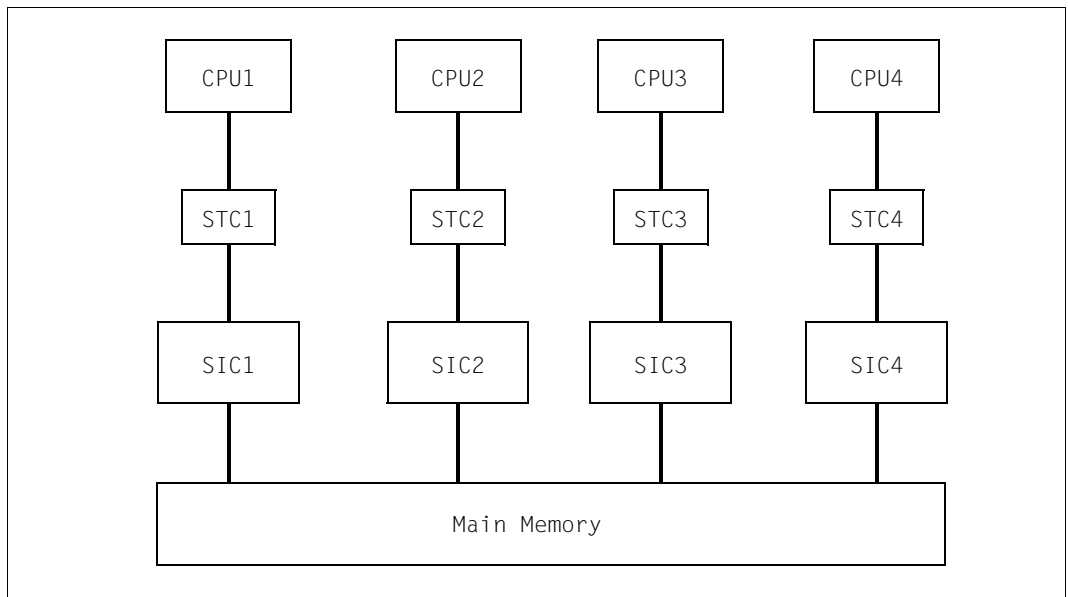 CPU1 CPU2 CPU3 CPU4
STC1 STC2 STC3 STC4
SIC1 SIC2 SIC3 SIC4
Main Memory